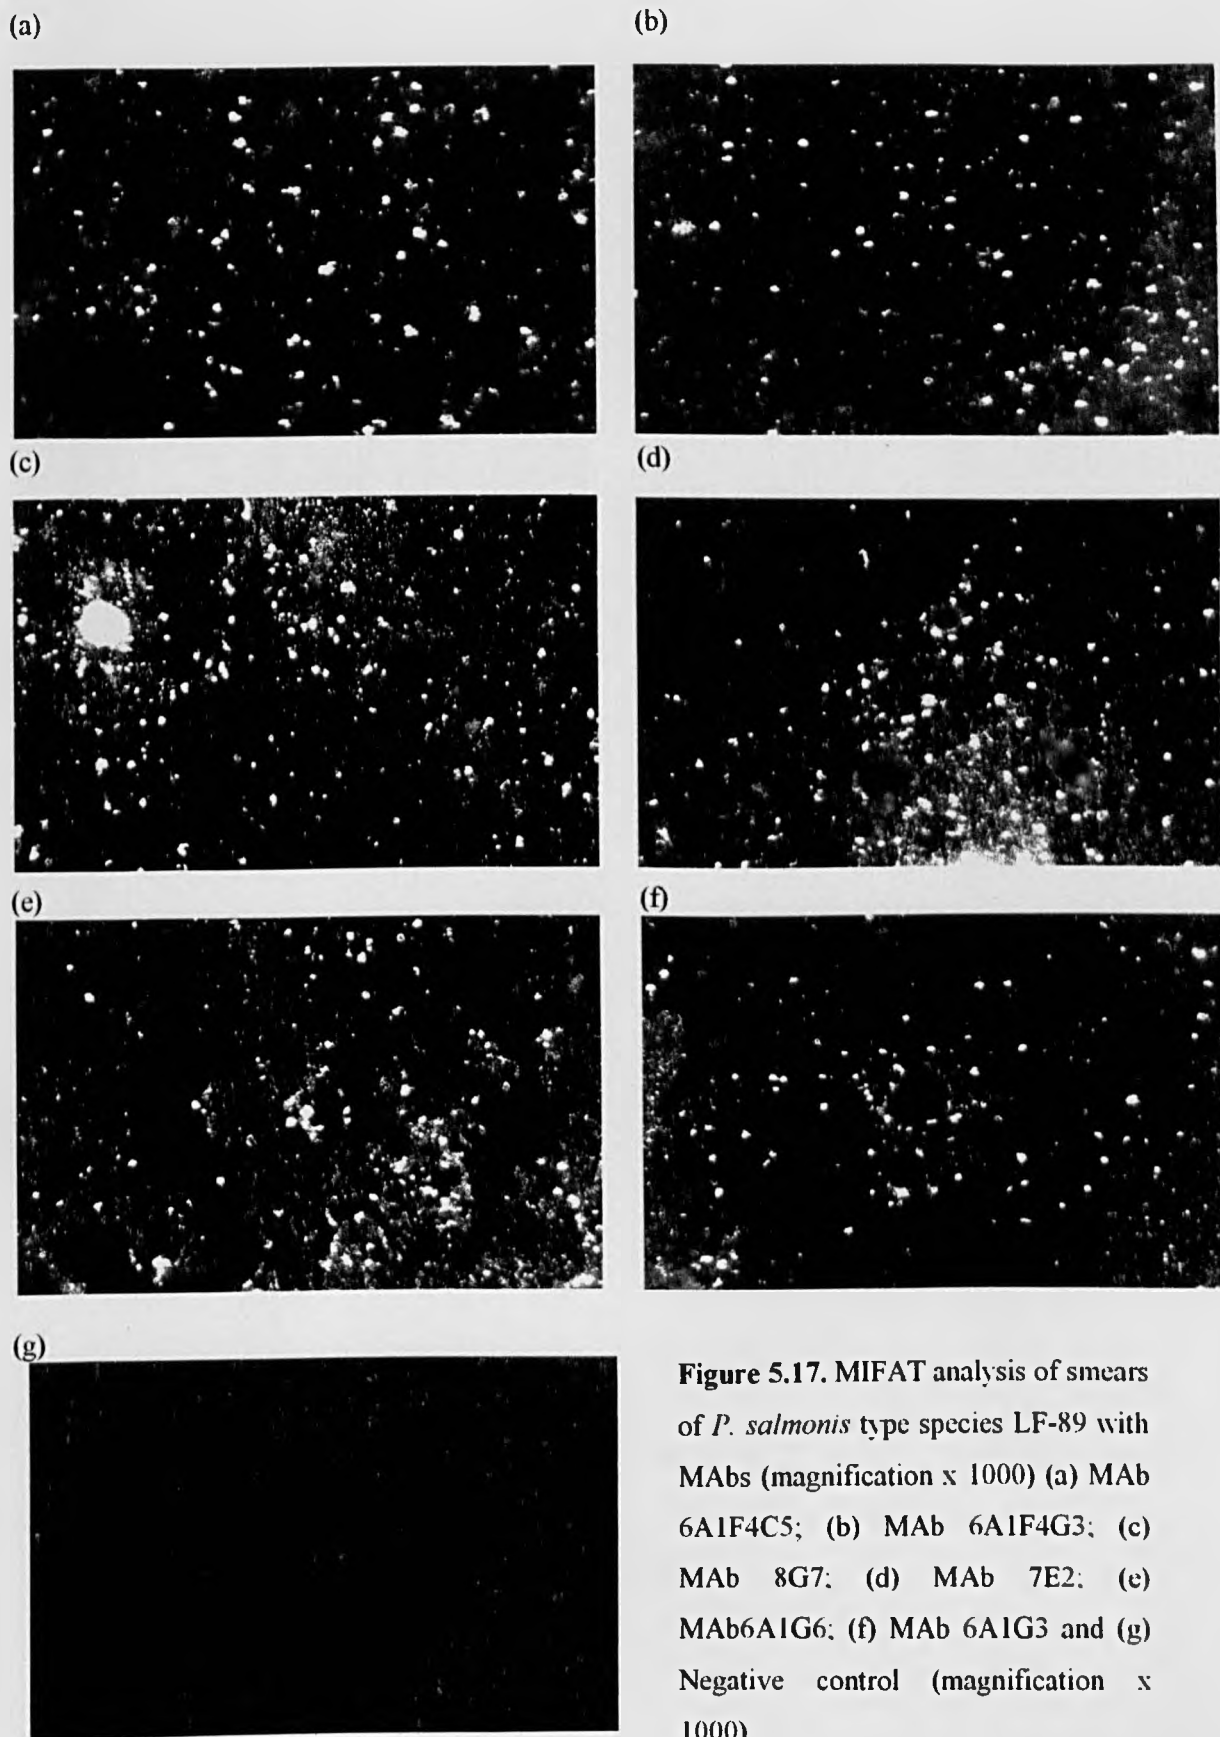 (a)
(b)
(c)
(d)
(e)
(f)
(g)
Figure 5.17. MIFAT analysis of smears
of P. salmonis type species LF-89 with
MAbs (magnification x 1000) (a) MAb
6A1F4C5; (b) MAb 6A1F4G3; (c)
MAb 8G7; (d) MAb 7E2; (e)
MAb6A1G6; (f) MAb 6A1G3 and (g)
Negative control (magnification x
1000)